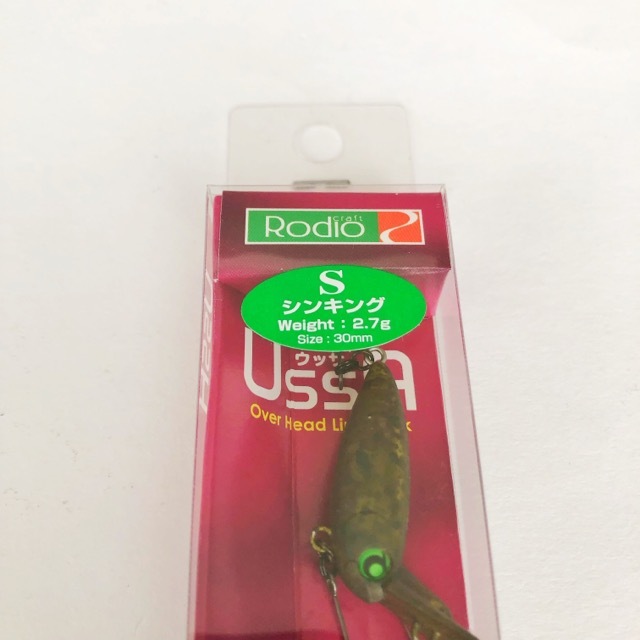 Rodio
craft
S
シンキング
Weight : 2.7g
Size : 30mm
ウッサ
USSA
Over Head